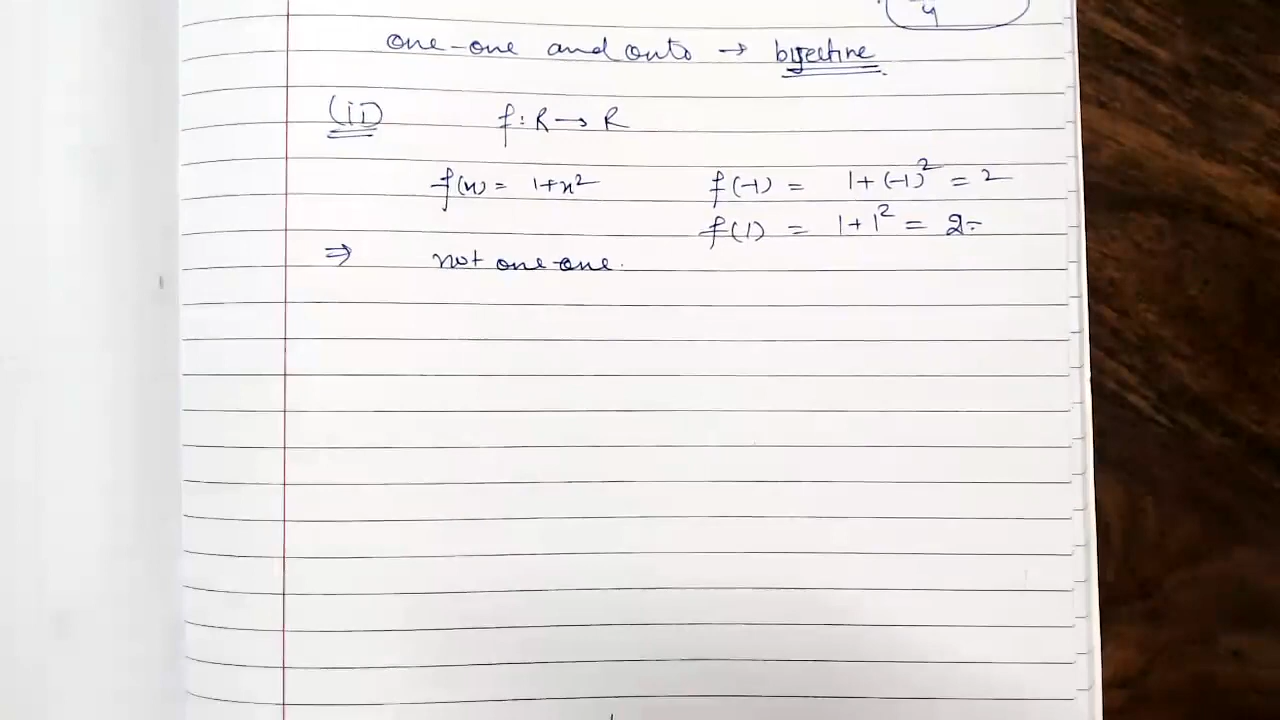 y
one-one and onto → bijective
(ii) f: R → R
f(x) = 1+x² f(-1) = 1+(-1)² = 2
f(1) = 1+1² = 2
⇒ not one-one.